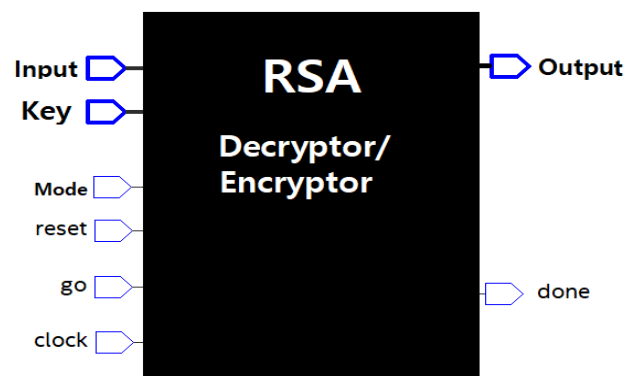 Input
Key
Mode
reset
go
clock
RSA
Decryptor/
Encryptor
Output
done